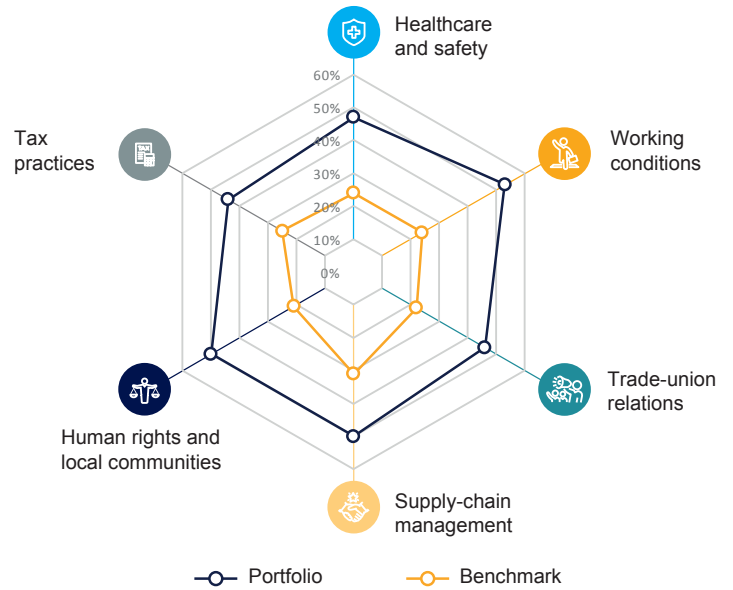 Healthcare
and safety
60%
50%
40%
30%
20%
10%
0%
Tax
practices
TAX
Working
conditions
Trade-union
relations
Human rights and
local communities
Supply-chain
management
Portfolio
Benchmark